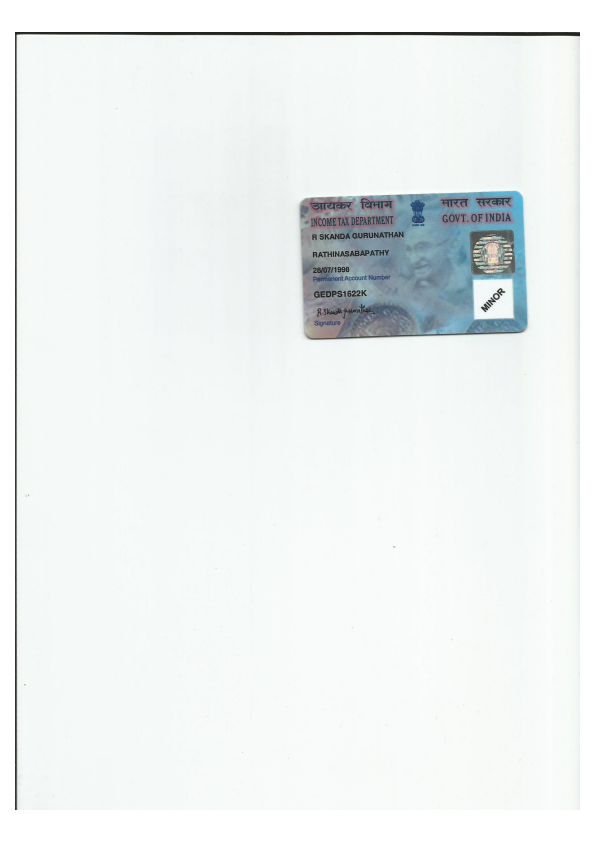 आयकर विभाग भारत सरकार
INCOME TAX DEPARTMENT GOVT. OF INDIA
R SKANDA GURUNATHAN
RATHINASABAPATHY
26/07/1998
Permanent Account Number
GEDPS1622K
MINOR
R Skanda gurunathan
Signature